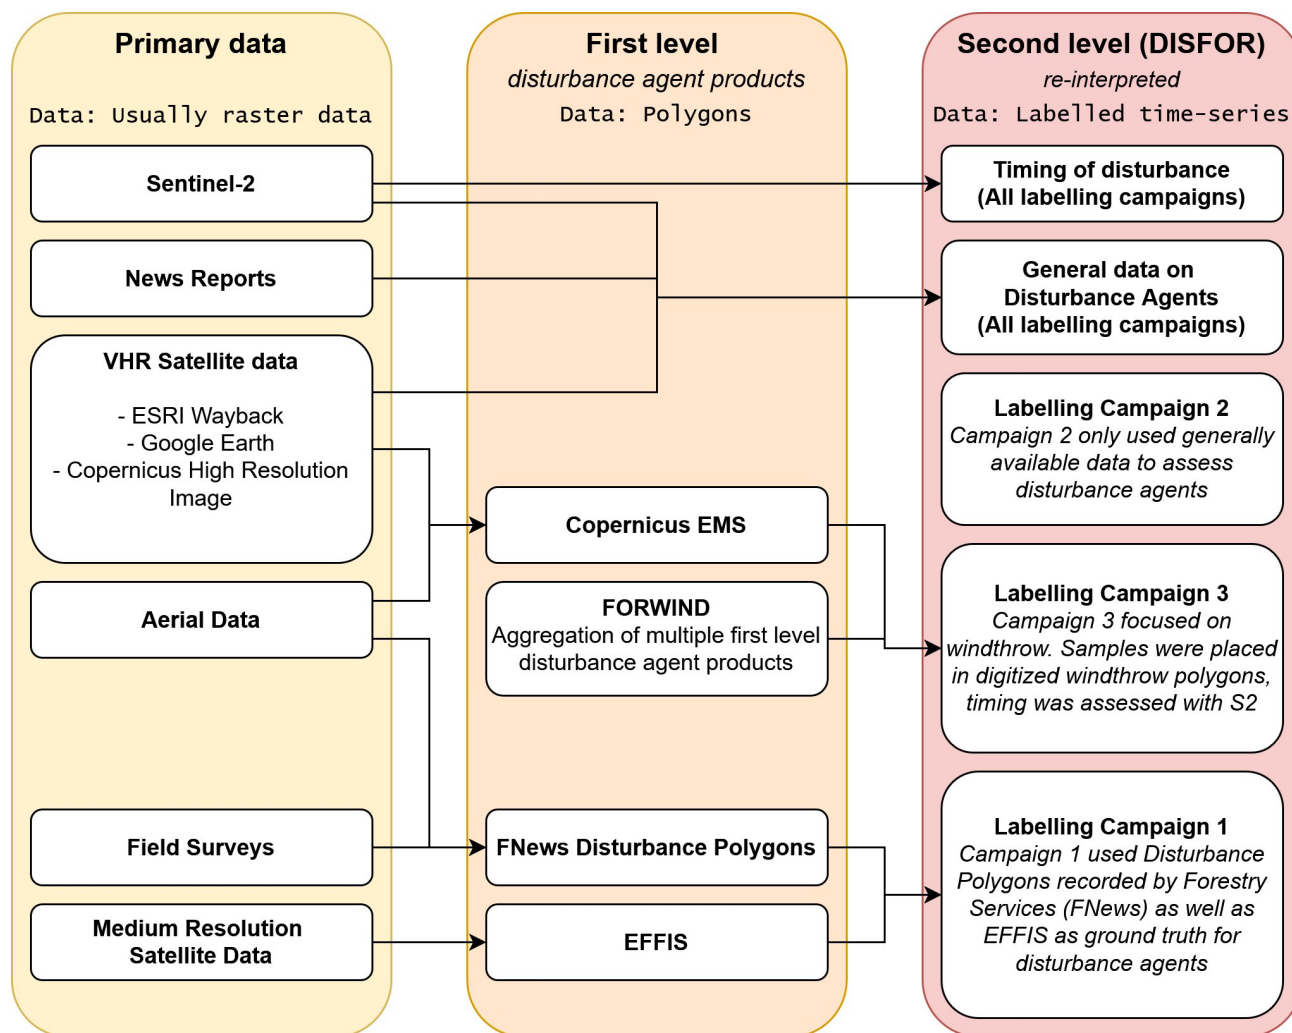 Primary data
Data: Usually raster data
Sentinel-2
News Reports
VHR Satellite data
- ESRI Wayback
- Google Earth
- Copernicus High Resolution
Image
Aerial Data
Field Surveys
Medium Resolution
Satellite Data
First level
disturbance agent products
Data: Polygons
Copernicus EMS
FORWIND
Aggregation of multiple first level
disturbance agent products
FNews Disturbance Polygons
EFFIS
Second level (DISFOR)
re-interpreted
Data: Labelled time-series
Timing of disturbance
(All labelling campaigns)
General data on
Disturbance Agents
(All labelling campaigns)
Labelling Campaign 2
Campaign 2 only used generally
available data to assess
disturbance agents
Labelling Campaign 3
Campaign 3 focused on
windthrow. Samples were placed
in digitized windthrow polygons,
timing was assessed with S2
Labelling Campaign 1
Campaign 1 used Disturbance
Polygons recorded by Forestry
Services (FNews) as well as
EFFIS as ground truth for
disturbance agents